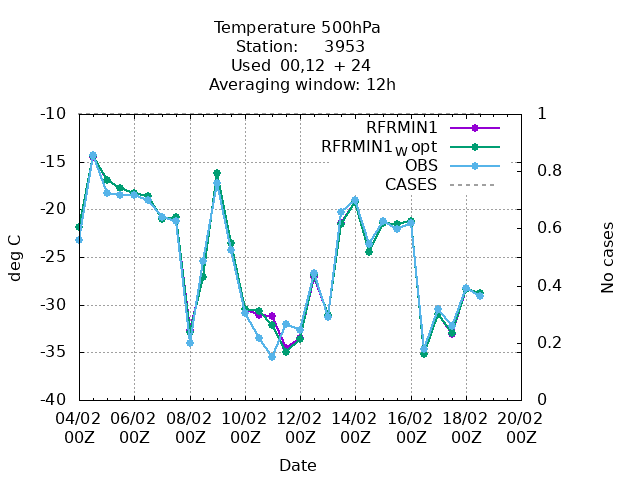 Temperature 500hPa
Station: 3953
Used 00,12 + 24
Averaging window: 12h
RFRMIN1
RFRMIN1w opt
OBS
CASES
-10
-15
-20
-25
-30
-35
-40
deg C
1
0.8
0.6
0.4
0.2
0
No cases
04/02 06/02 08/02 10/02 12/02 14/02 16/02 18/02 20/02
00Z 00Z 00Z 00Z 00Z 00Z 00Z 00Z 00Z
Date